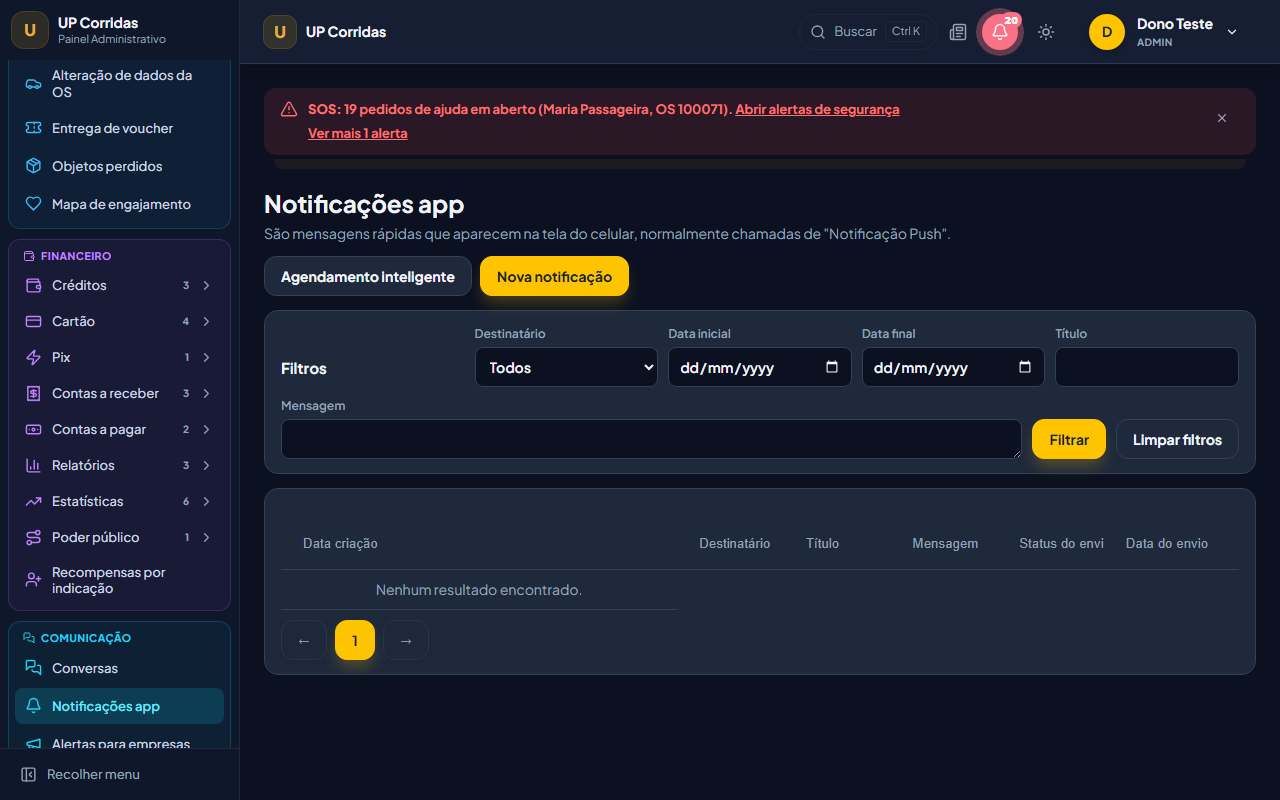 U
UP Corridas
Painel Administrativo
Alteração de dados da
OS
Entrega de voucher
Objetos perdidos
Mapa de engajamento
FINANCEIRO
Créditos 3
Cartão 4
Pix 1
Contas a receber 3
Contas a pagar 2
Relatórios 3
Estatísticas 6
Poder público 1
Recompensas por
indicação
COMUNICAÇÃO
Conversas
Notificações app
Alertas para empresas
Recolher menu
U
UP Corridas
Buscar Ctrl K
20
D
Dono Teste
ADMIN
SOS: 19 pedidos de ajuda em aberto (Maria Passageira, OS 100071). Abrir alertas de segurança
Ver mais 1 alerta
Notificações app
São mensagens rápidas que aparecem na tela do celular, normalmente chamadas de "Notificação Push".
Agendamento inteligente
Nova notificação
Filtros
Destinatário
Todos
Data inicial
dd/mm/yyyy
Data final
dd/mm/yyyy
Título
Mensagem
Filtrar
Limpar filtros
Data criação Destinatário Título Mensagem Status do envi Data do envio
Nenhum resultado encontrado.
← 1 →